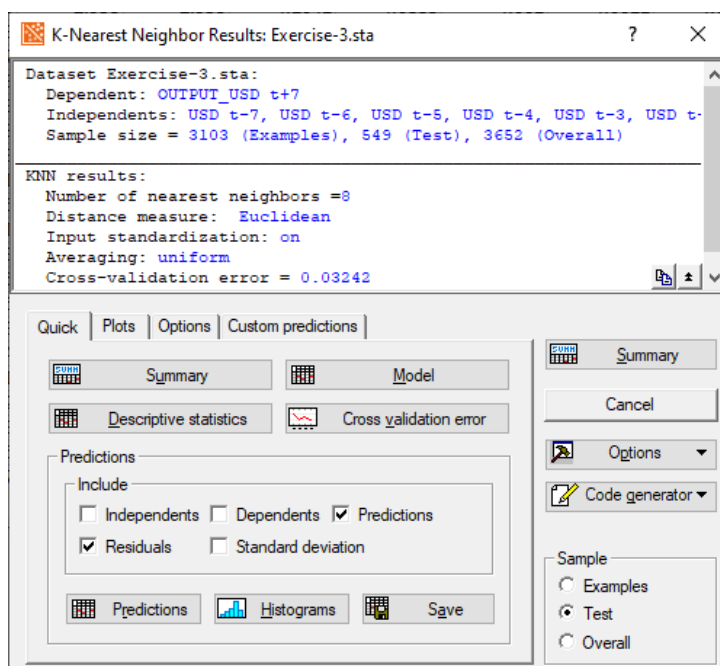 K-Nearest Neighbor Results: Exercise-3.sta
Dataset Exercise-3.sta:
Dependent: OUTPUT_USD t+7
Independents: USD t-7, USD t-6, USD t-5, USD t-4, USD t-3, USD t-
Sample size = 3103 (Examples), 549 (Test), 3652 (Overall)
KNN results:
Number of nearest neighbors =8
Distance measure: Euclidean
Input standardization: on
Averaging: uniform
Cross-validation error = 0.03242
Quick Plots Options Custom predictions
Summary Model
Descriptive statistics Cross validation error
Predictions
Include
Independents Dependents Predictions
Residuals Standard deviation
Predictions Histograms Save
Summary
Cancel
Options
Code generator
Sample
Examples
Test
Overall